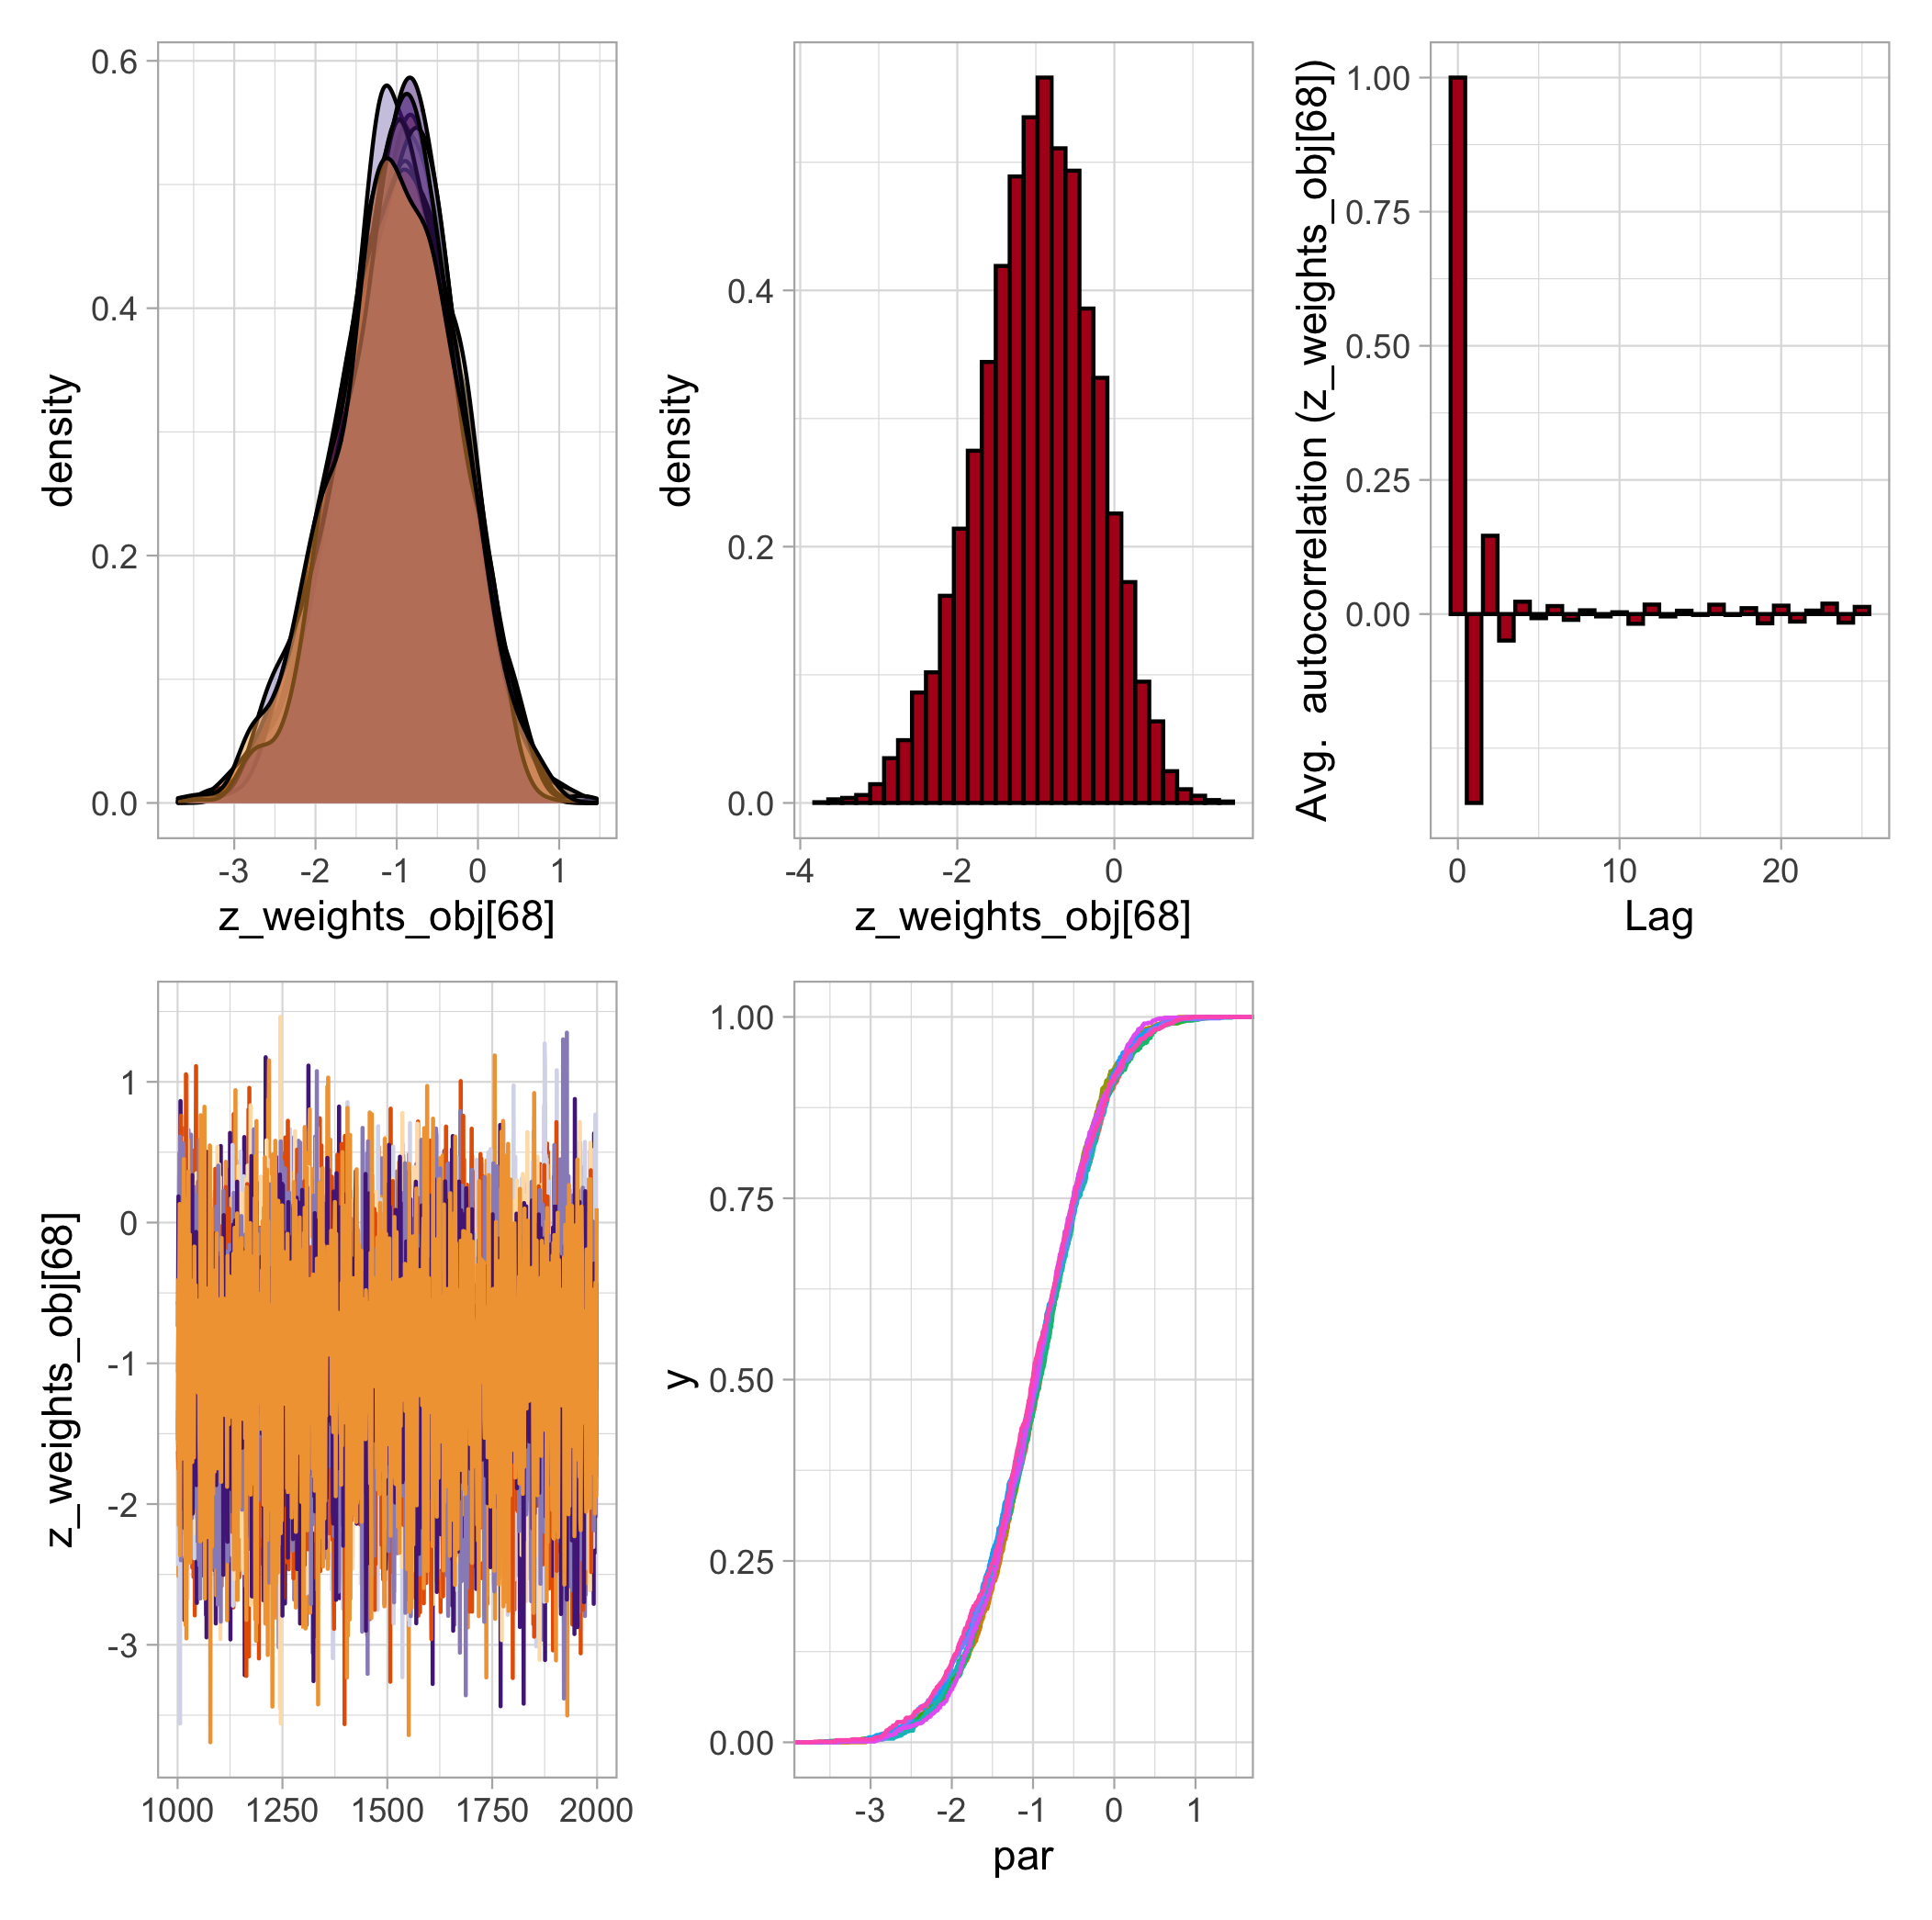 density
0.6
0.4
0.2
0.0
-3 -2 -1 0 1
z_weights_obj[68]
density
0.4
0.2
0.0
-4 -2 0
z_weights_obj[68]
Avg. autocorrelation (z_weights_obj[68])
1.00
0.75
0.50
0.25
0.00
0 10 20
Lag
z_weights_obj[68]
1
0
-1
-2
-3
1000 1250 1500 1750 2000
y
1.00
0.75
0.50
0.25
0.00
-3 -2 -1 0 1
par